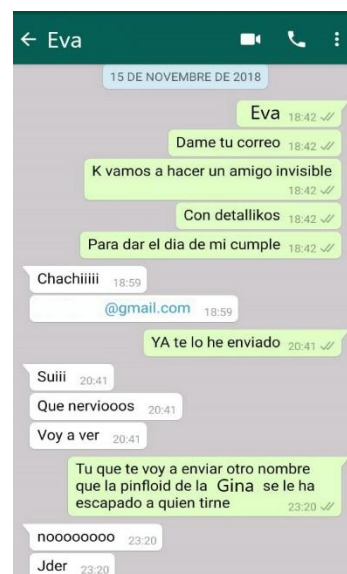 Eva
15 DE NOVEMBRE DE 2018
Eva 18:42
Dame tu correo 18:42
K vamos a hacer un amigo invisible
18:42
Con detallikos 18:42
Para dar el dia de mi cumple 18:42
Chachiiiii 18:59
@gmail.com 18:59
YA te lo he enviado 20:41
Suiii 20:41
Que nerviooos 20:41
Voy a ver 20:41
Tu que te voy a enviar otro nombre
que la pinfloid de la Gina se le ha
escapado a quien tirne 23:20
noooooooo 23:20
Jder 23:20